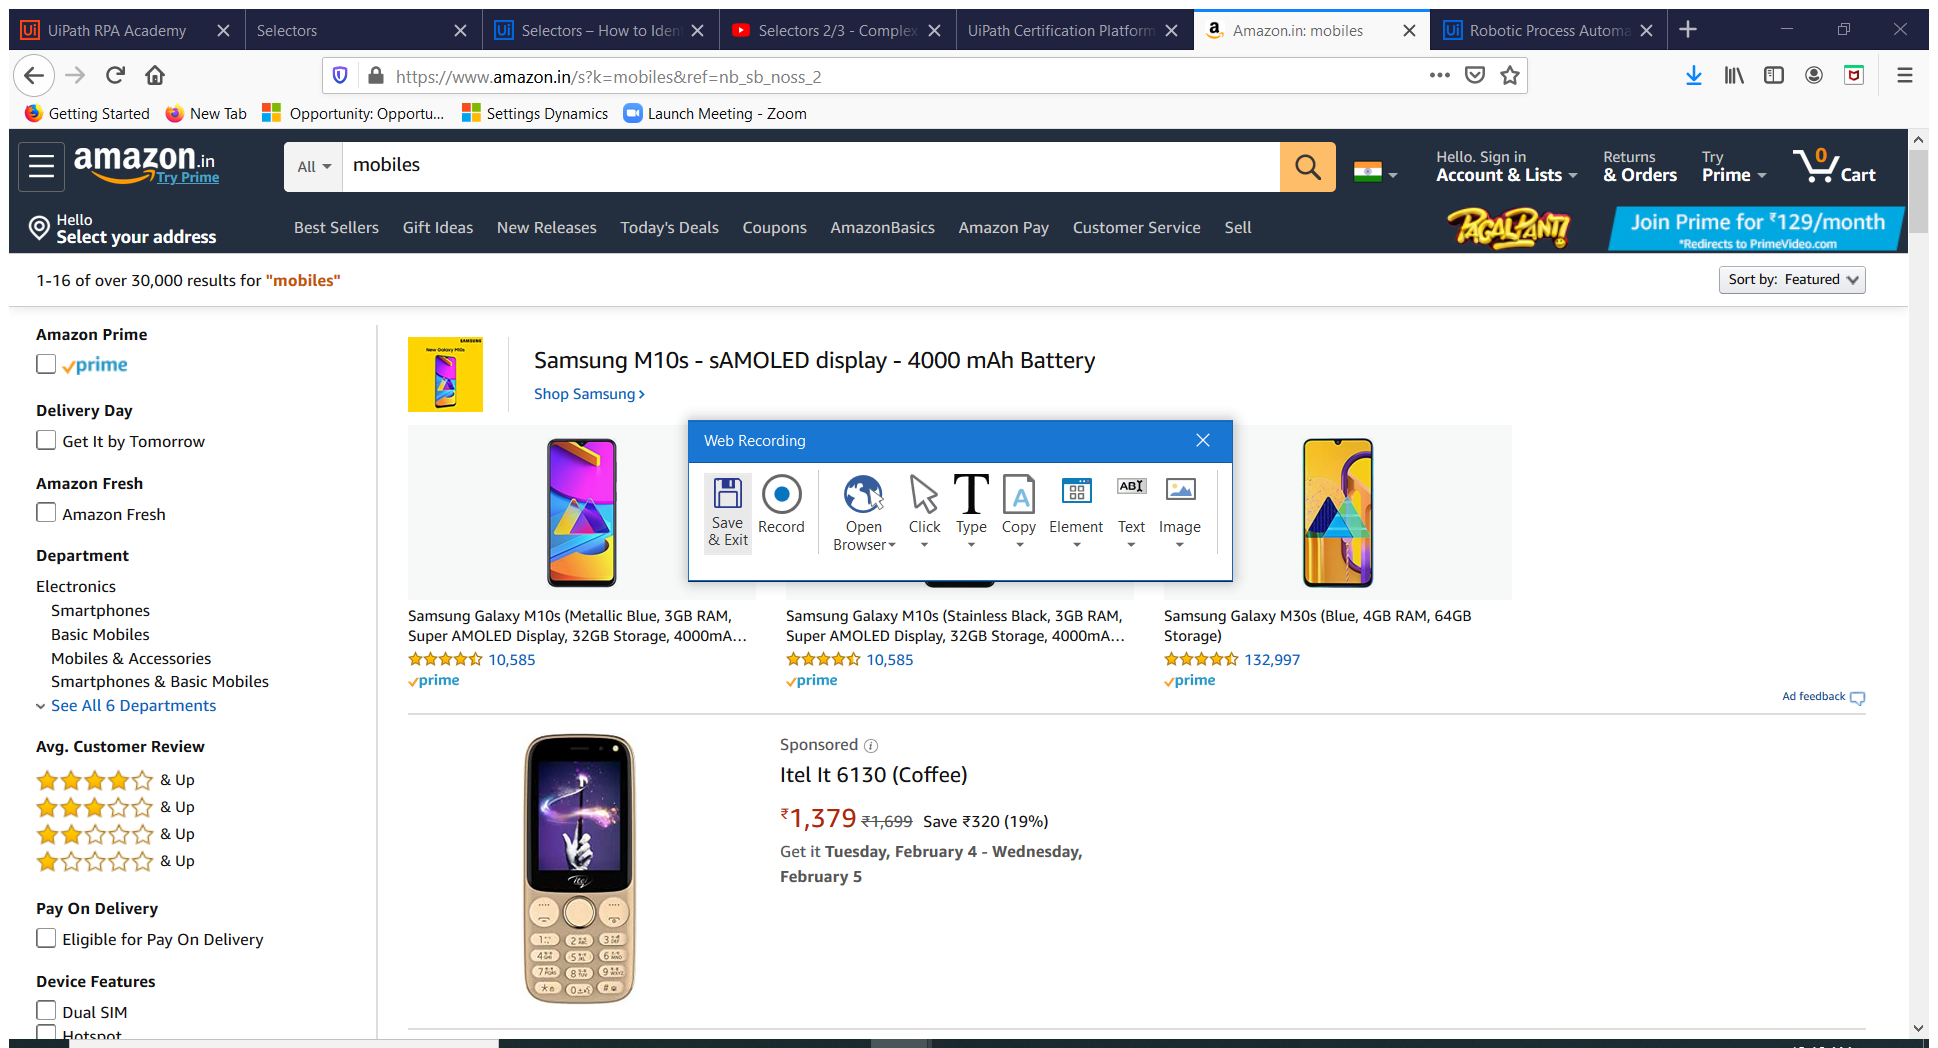 UiPath RPA Academy
Selectors
Selectors – How to Iden
Selectors 2/3 - Complex
UiPath Certification Platform
Amazon.in: mobiles
Robotic Process Automa
https://www.amazon.in/s?k=mobiles&ref=nb_sb_noss_2
Getting Started
New Tab
Opportunity: Opportu...
Settings Dynamics
Launch Meeting - Zoom
amazon.in
Try Prime
All
mobiles
Hello. Sign in
Account & Lists
Returns
& Orders
Try
Prime
0
Cart
Hello
Select your address
Best Sellers
Gift Ideas
New Releases
Today's Deals
Coupons
AmazonBasics
Amazon Pay
Customer Service
Sell
PAGALPANTI
Join Prime for ₹129/month
*Redirects to PrimeVideo.com
1-16 of over 30,000 results for "mobiles"
Sort by: Featured
Amazon Prime
prime
Delivery Day
Get It by Tomorrow
Amazon Fresh
Amazon Fresh
Department
Electronics
Smartphones
Basic Mobiles
Mobiles & Accessories
Smartphones & Basic Mobiles
See All 6 Departments
Avg. Customer Review
& Up
& Up
& Up
& Up
Pay On Delivery
Eligible for Pay On Delivery
Device Features
Dual SIM
Hotspot
SAMSUNG
New Galaxy M10s
Samsung M10s - sAMOLED display - 4000 mAh Battery
Shop Samsung
Web Recording
Save
& Exit
Record
Open
Browser
Click
Type
Copy
Element
Text
Image
Samsung Galaxy M10s (Metallic Blue, 3GB RAM,
Super AMOLED Display, 32GB Storage, 4000mA...
10,585
prime
Samsung Galaxy M10s (Stainless Black, 3GB RAM,
Super AMOLED Display, 32GB Storage, 4000mA...
10,585
prime
Samsung Galaxy M30s (Blue, 4GB RAM, 64GB
Storage)
132,997
prime
Ad feedback
Sponsored
Itel It 6130 (Coffee)
₹1,379 ₹1,699 Save ₹320 (19%)
Get it Tuesday, February 4 - Wednesday,
February 5
itel